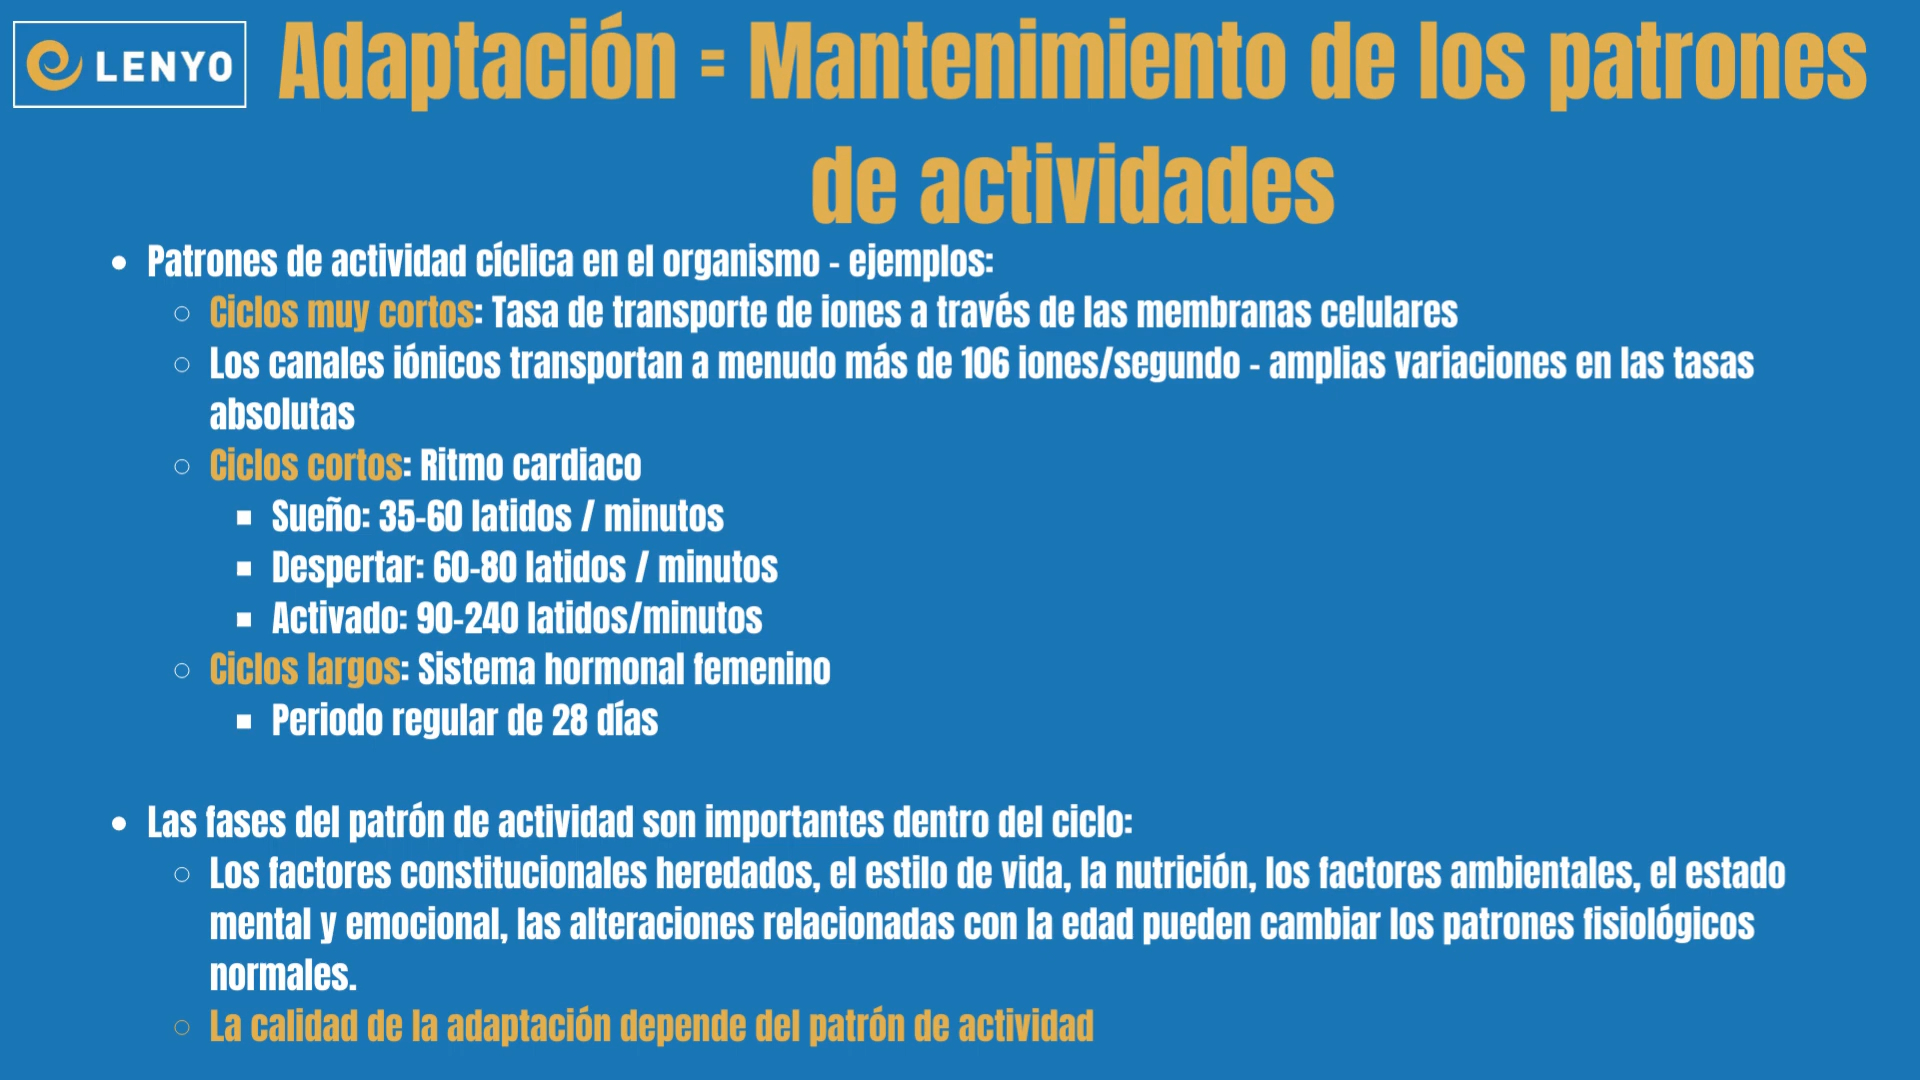 LENYO
Adaptación = Mantenimiento de los patrones
de actividades
Patrones de actividad cíclica en el organismo - ejemplos:
Ciclos muy cortos: Tasa de transporte de iones a través de las membranas celulares
Los canales iónicos transportan a menudo más de 106 iones/segundo - amplias variaciones en las tasas
absolutas
Ciclos cortos: Ritmo cardiaco
Sueño: 35-60 latidos / minutos
Despertar: 60-80 latidos / minutos
Activado: 90-240 latidos/minutos
Ciclos largos: Sistema hormonal femenino
Periodo regular de 28 días
Las fases del patrón de actividad son importantes dentro del ciclo:
Los factores constitucionales heredados, el estilo de vida, la nutrición, los factores ambientales, el estado
mental y emocional, las alteraciones relacionadas con la edad pueden cambiar los patrones fisiológicos
normales.
La calidad de la adaptación depende del patrón de actividad